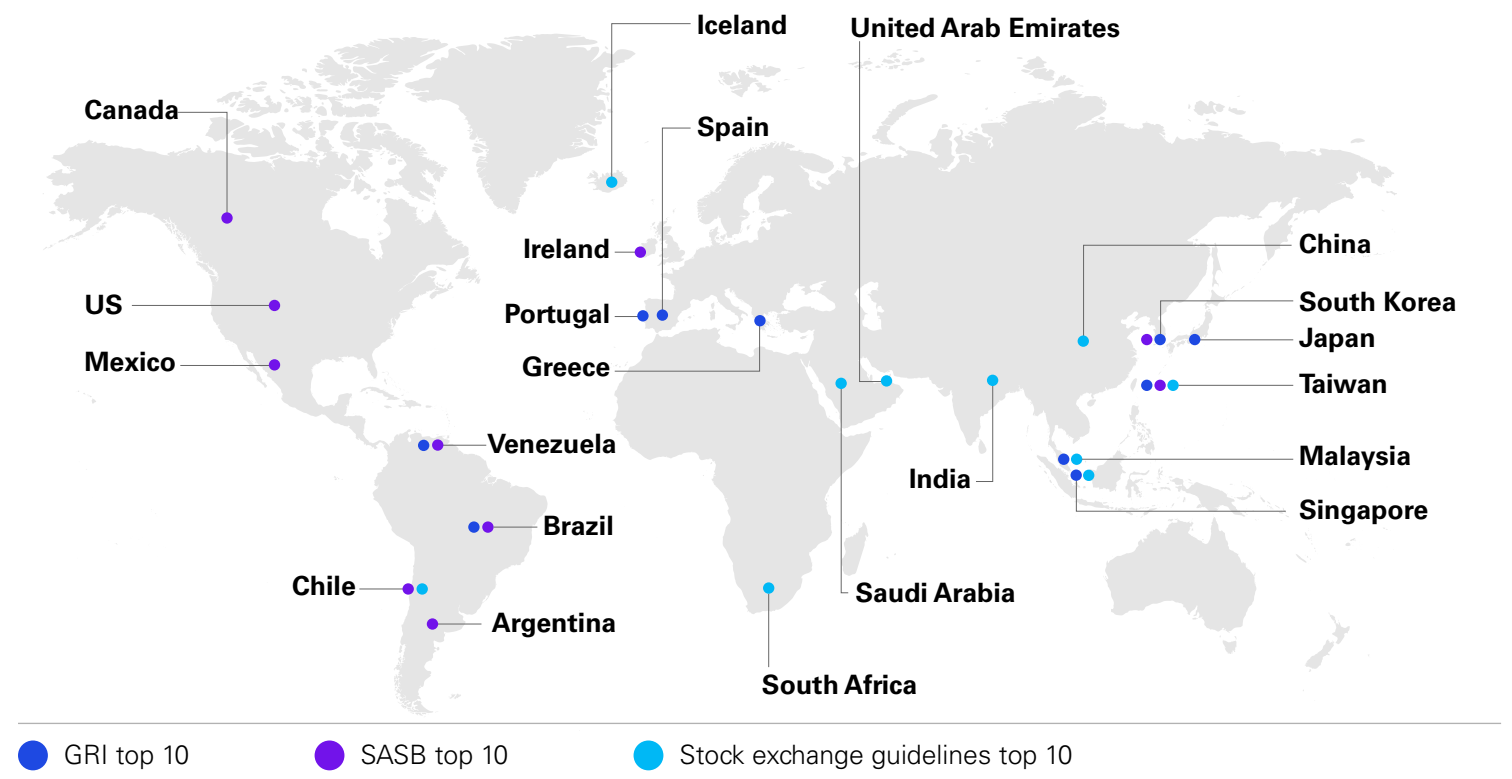 Iceland
United Arab Emirates
Canada
Spain
Ireland
China
US
Portugal
South Korea
Japan
Mexico
Greece
Taiwan
Venezuela
Malaysia
India
Singapore
Brazil
Chile
Saudi Arabia
Argentina
South Africa
GRI top 10
SASB top 10
Stock exchange guidelines top 10